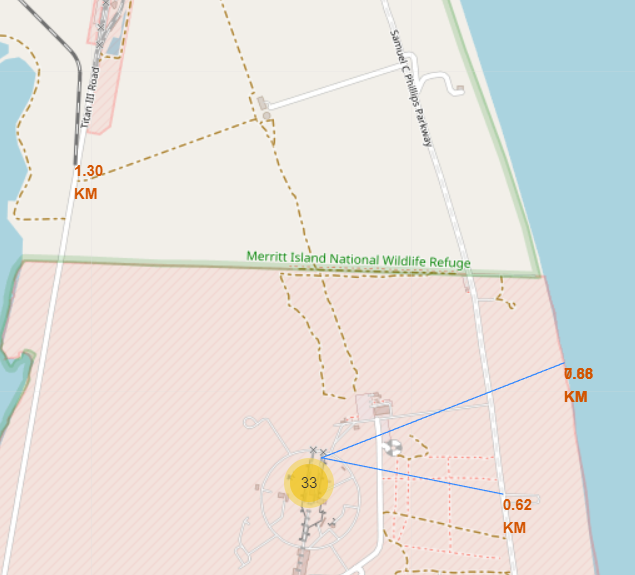 Samuel C Phillips Parkway
Titan III Road
1.30
KM
Merritt Island National Wildlife Refuge
KM
33
0.62
KM